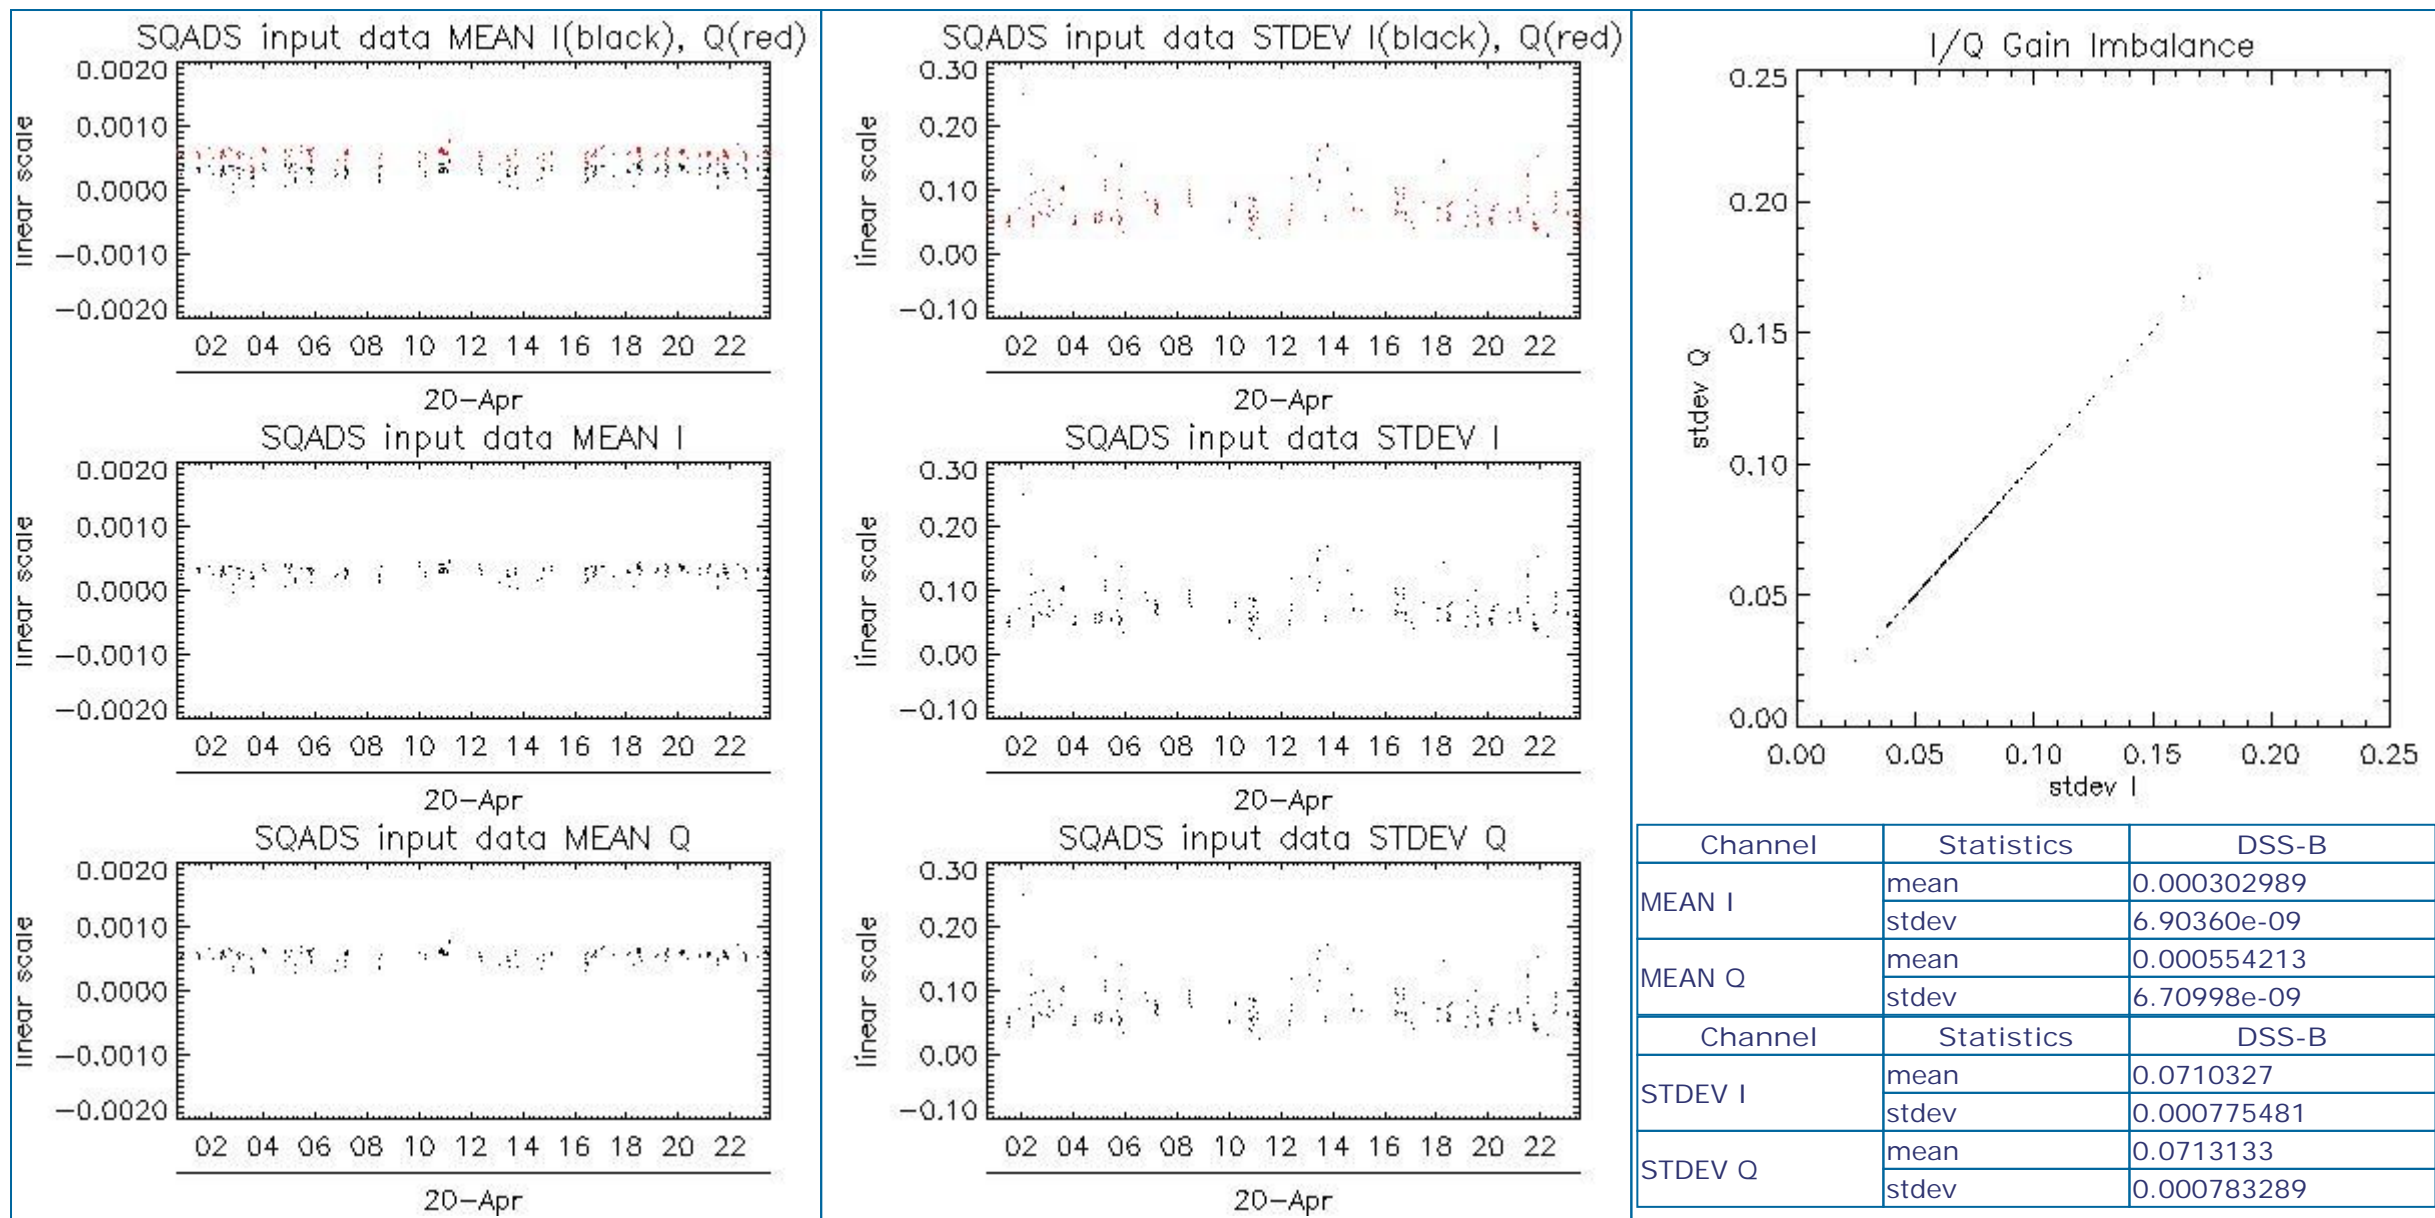 SQADS input data MEAN I(black), Q(red)
linear scale
0.0020
0.0010
0.0000
−0.0010
−0.0020
02 04 06 08 10 12 14 16 18 20 22
20−Apr
SQADS input data MEAN I
linear scale
0.0020
0.0010
0.0000
−0.0010
−0.0020
02 04 06 08 10 12 14 16 18 20 22
20−Apr
SQADS input data MEAN Q
linear scale
0.0020
0.0010
0.0000
−0.0010
−0.0020
02 04 06 08 10 12 14 16 18 20 22
20−Apr
SQADS input data STDEV I(black), Q(red)
linear scale
0.30
0.20
0.10
0.00
−0.10
02 04 06 08 10 12 14 16 18 20 22
20−Apr
SQADS input data STDEV I
linear scale
0.30
0.20
0.10
0.00
−0.10
02 04 06 08 10 12 14 16 18 20 22
20−Apr
SQADS input data STDEV Q
linear scale
0.30
0.20
0.10
0.00
−0.10
02 04 06 08 10 12 14 16 18 20 22
20−Apr
I/Q Gain Imbalance
stdev Q
0.25
0.20
0.15
0.10
0.05
0.00
0.00 0.05 0.10 0.15 0.20 0.25
stdev I
Channel Statistics DSS-B
MEAN I
mean 0.000302989
stdev 6.90360e-09
MEAN Q
mean 0.000554213
stdev 6.70998e-09
Channel Statistics DSS-B
STDEV I
mean 0.0710327
stdev 0.000775481
STDEV Q
mean 0.0713133
stdev 0.000783289